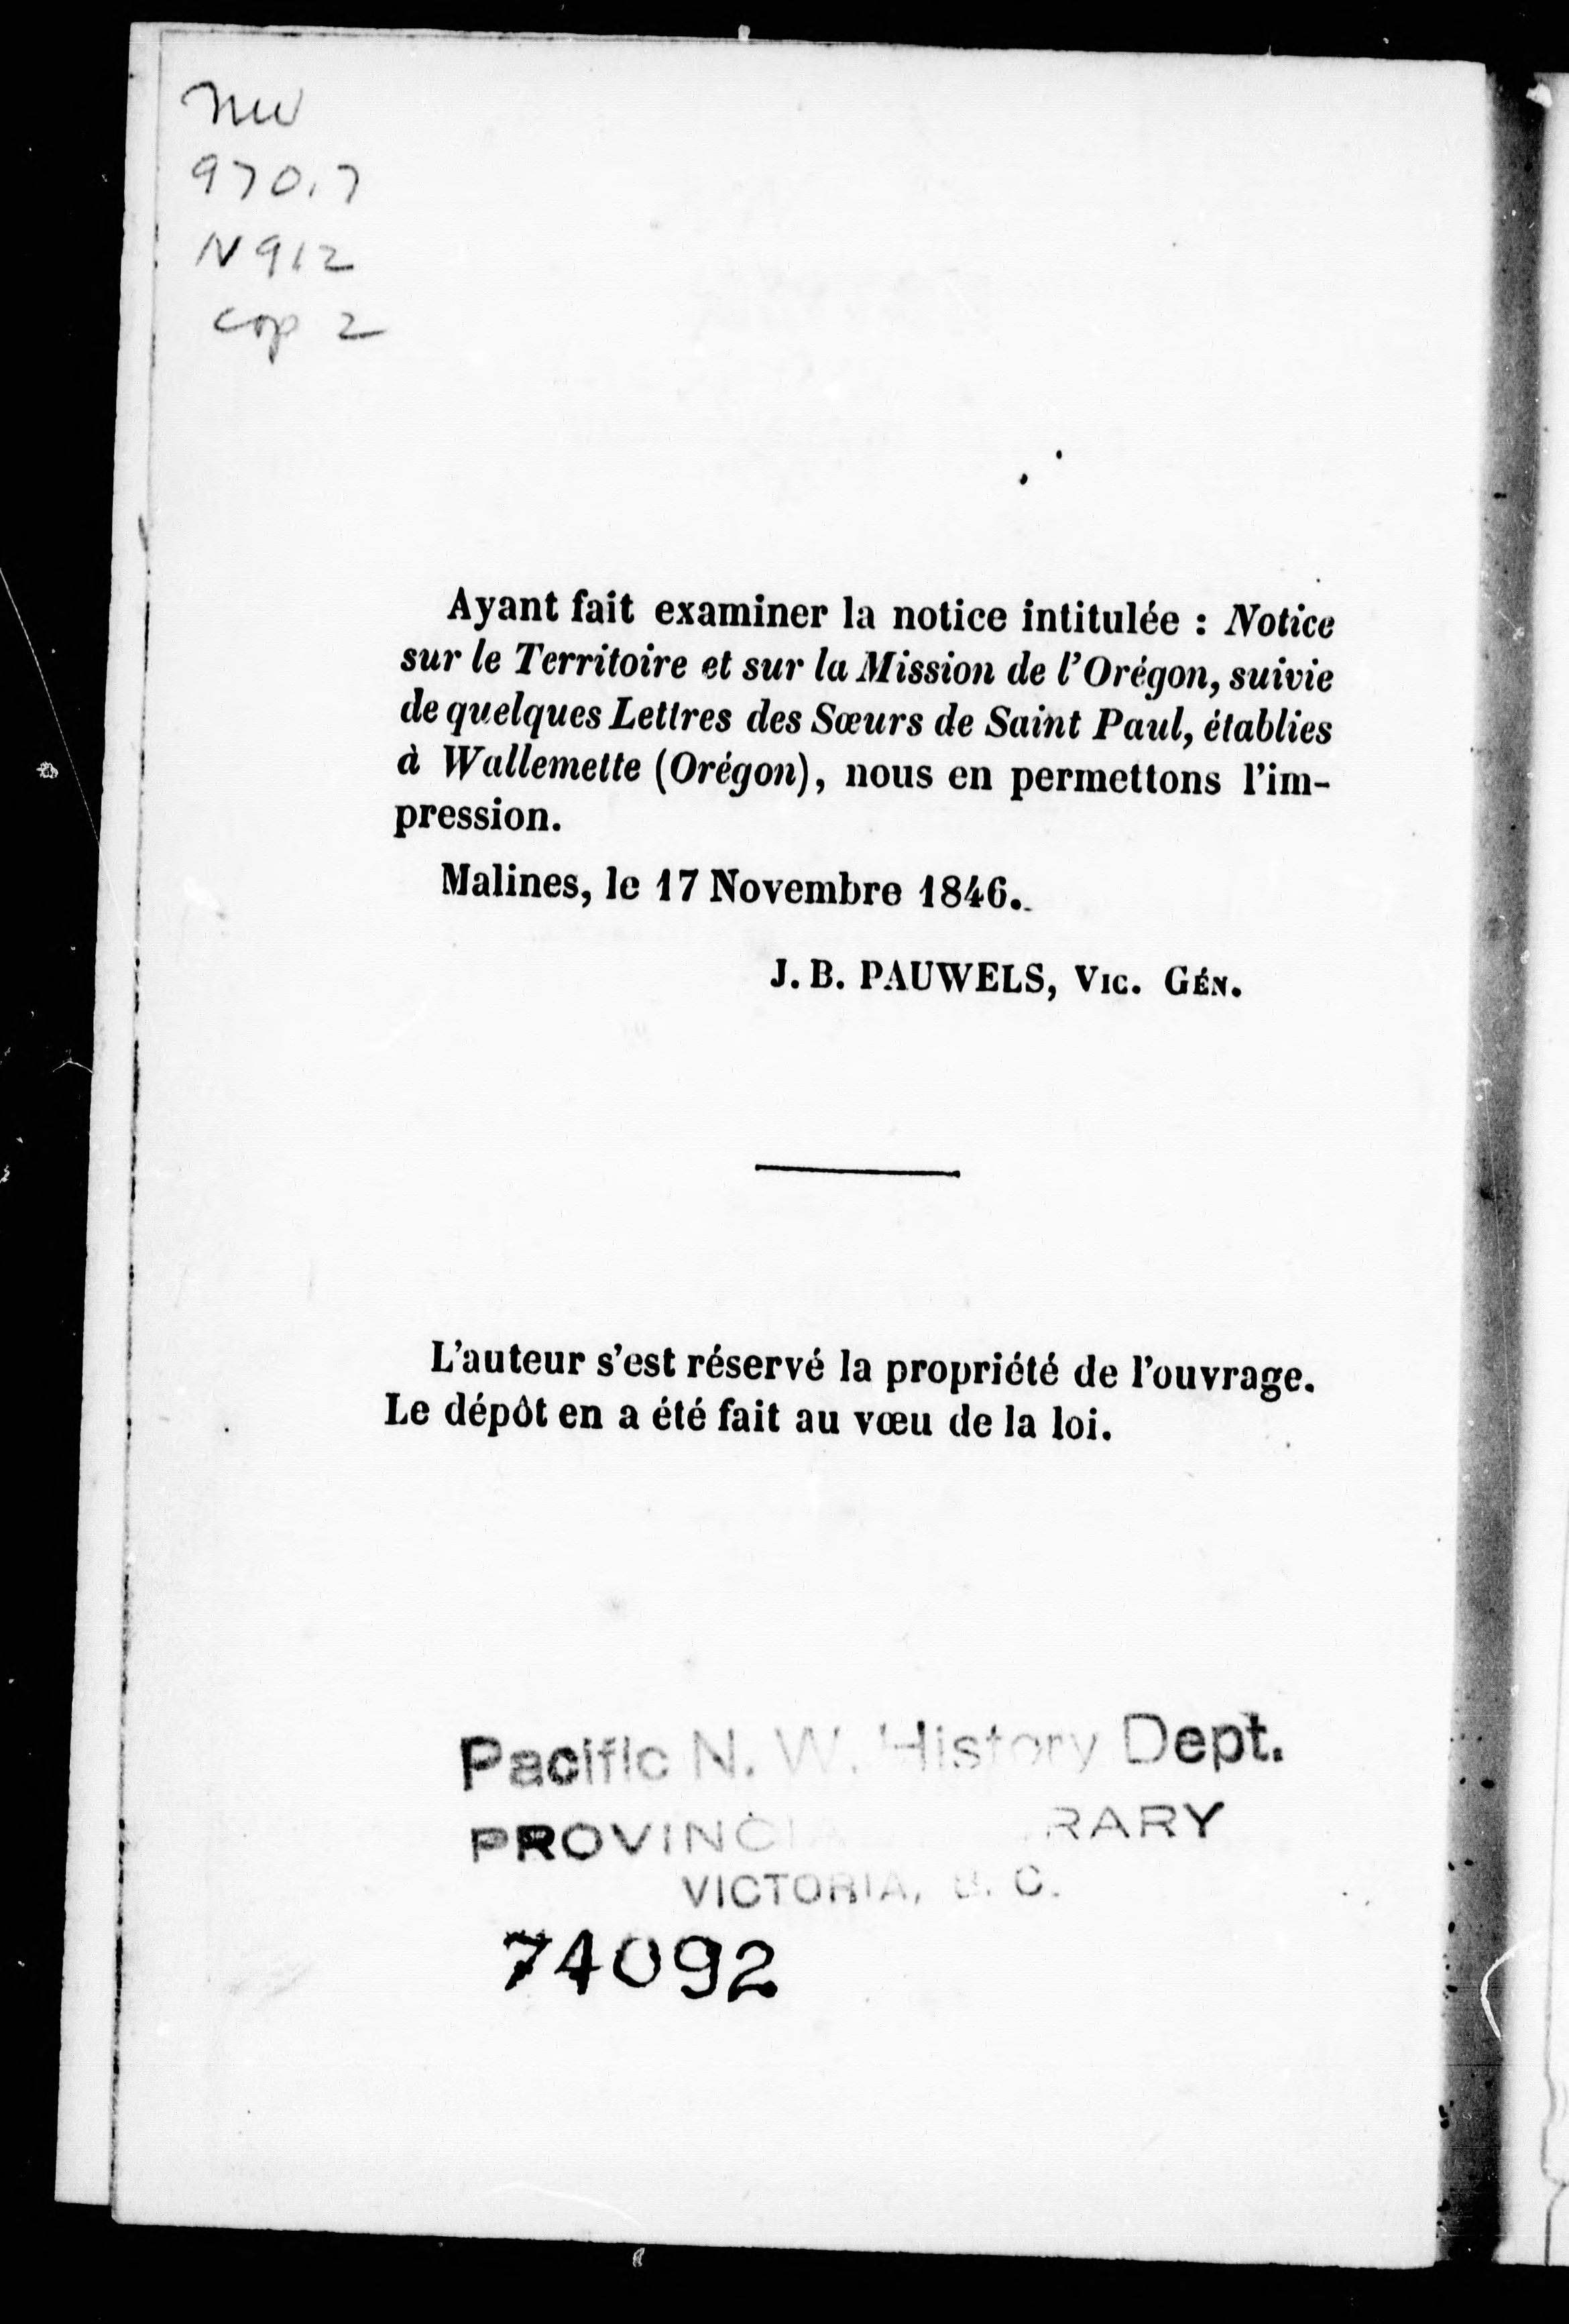 NW
970.7
N912
cop 2
Ayant fait examiner la notice intitulée : Notice
sur le Territoire et sur la Mission de l'Orégon, suivie
de quelques Lettres des Sœurs de Saint Paul, établies
à Wallemette (Orégon), nous en permettons l'im-
pression.
Malines, le 17 Novembre 1846.
J. B. PAUWELS, Vic. Gén.
L'auteur s'est réservé la propriété de l'ouvrage.
Le dépôt en a été fait au vœu de la loi.
Pacific N. W. History Dept.
VICTORIA, B. C.
74092